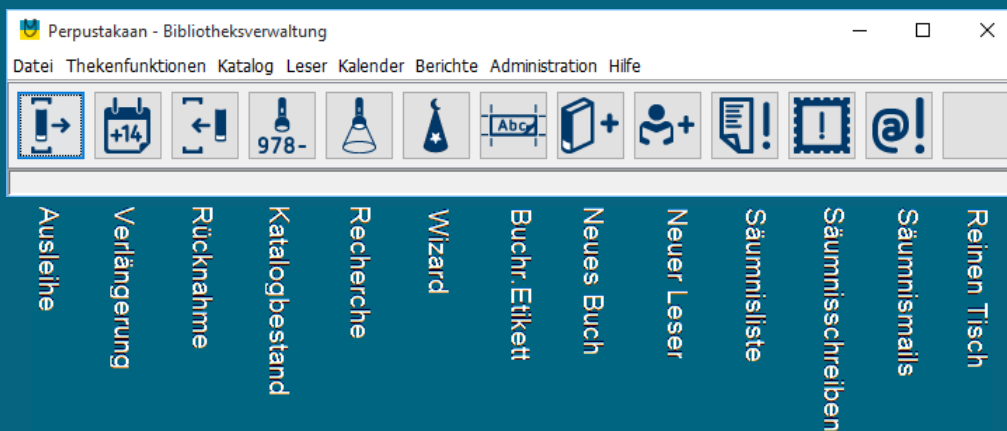 Perpustakaan - Bibliotheksverwaltung
Datei Thekenfunktionen Katalog Leser Kalender Berichte Administration Hilfe
+14
978-
Abc
+
+
!
!
@!
Ausleihe
Verlängerung
Rücknahme
Katalogbestand
Recherche
Wizard
Buchr.Etikett
Neues Buch
Neuer Leser
Säumnisliste
Säumnisschreiben
Säumnismails
Reinen Tisch